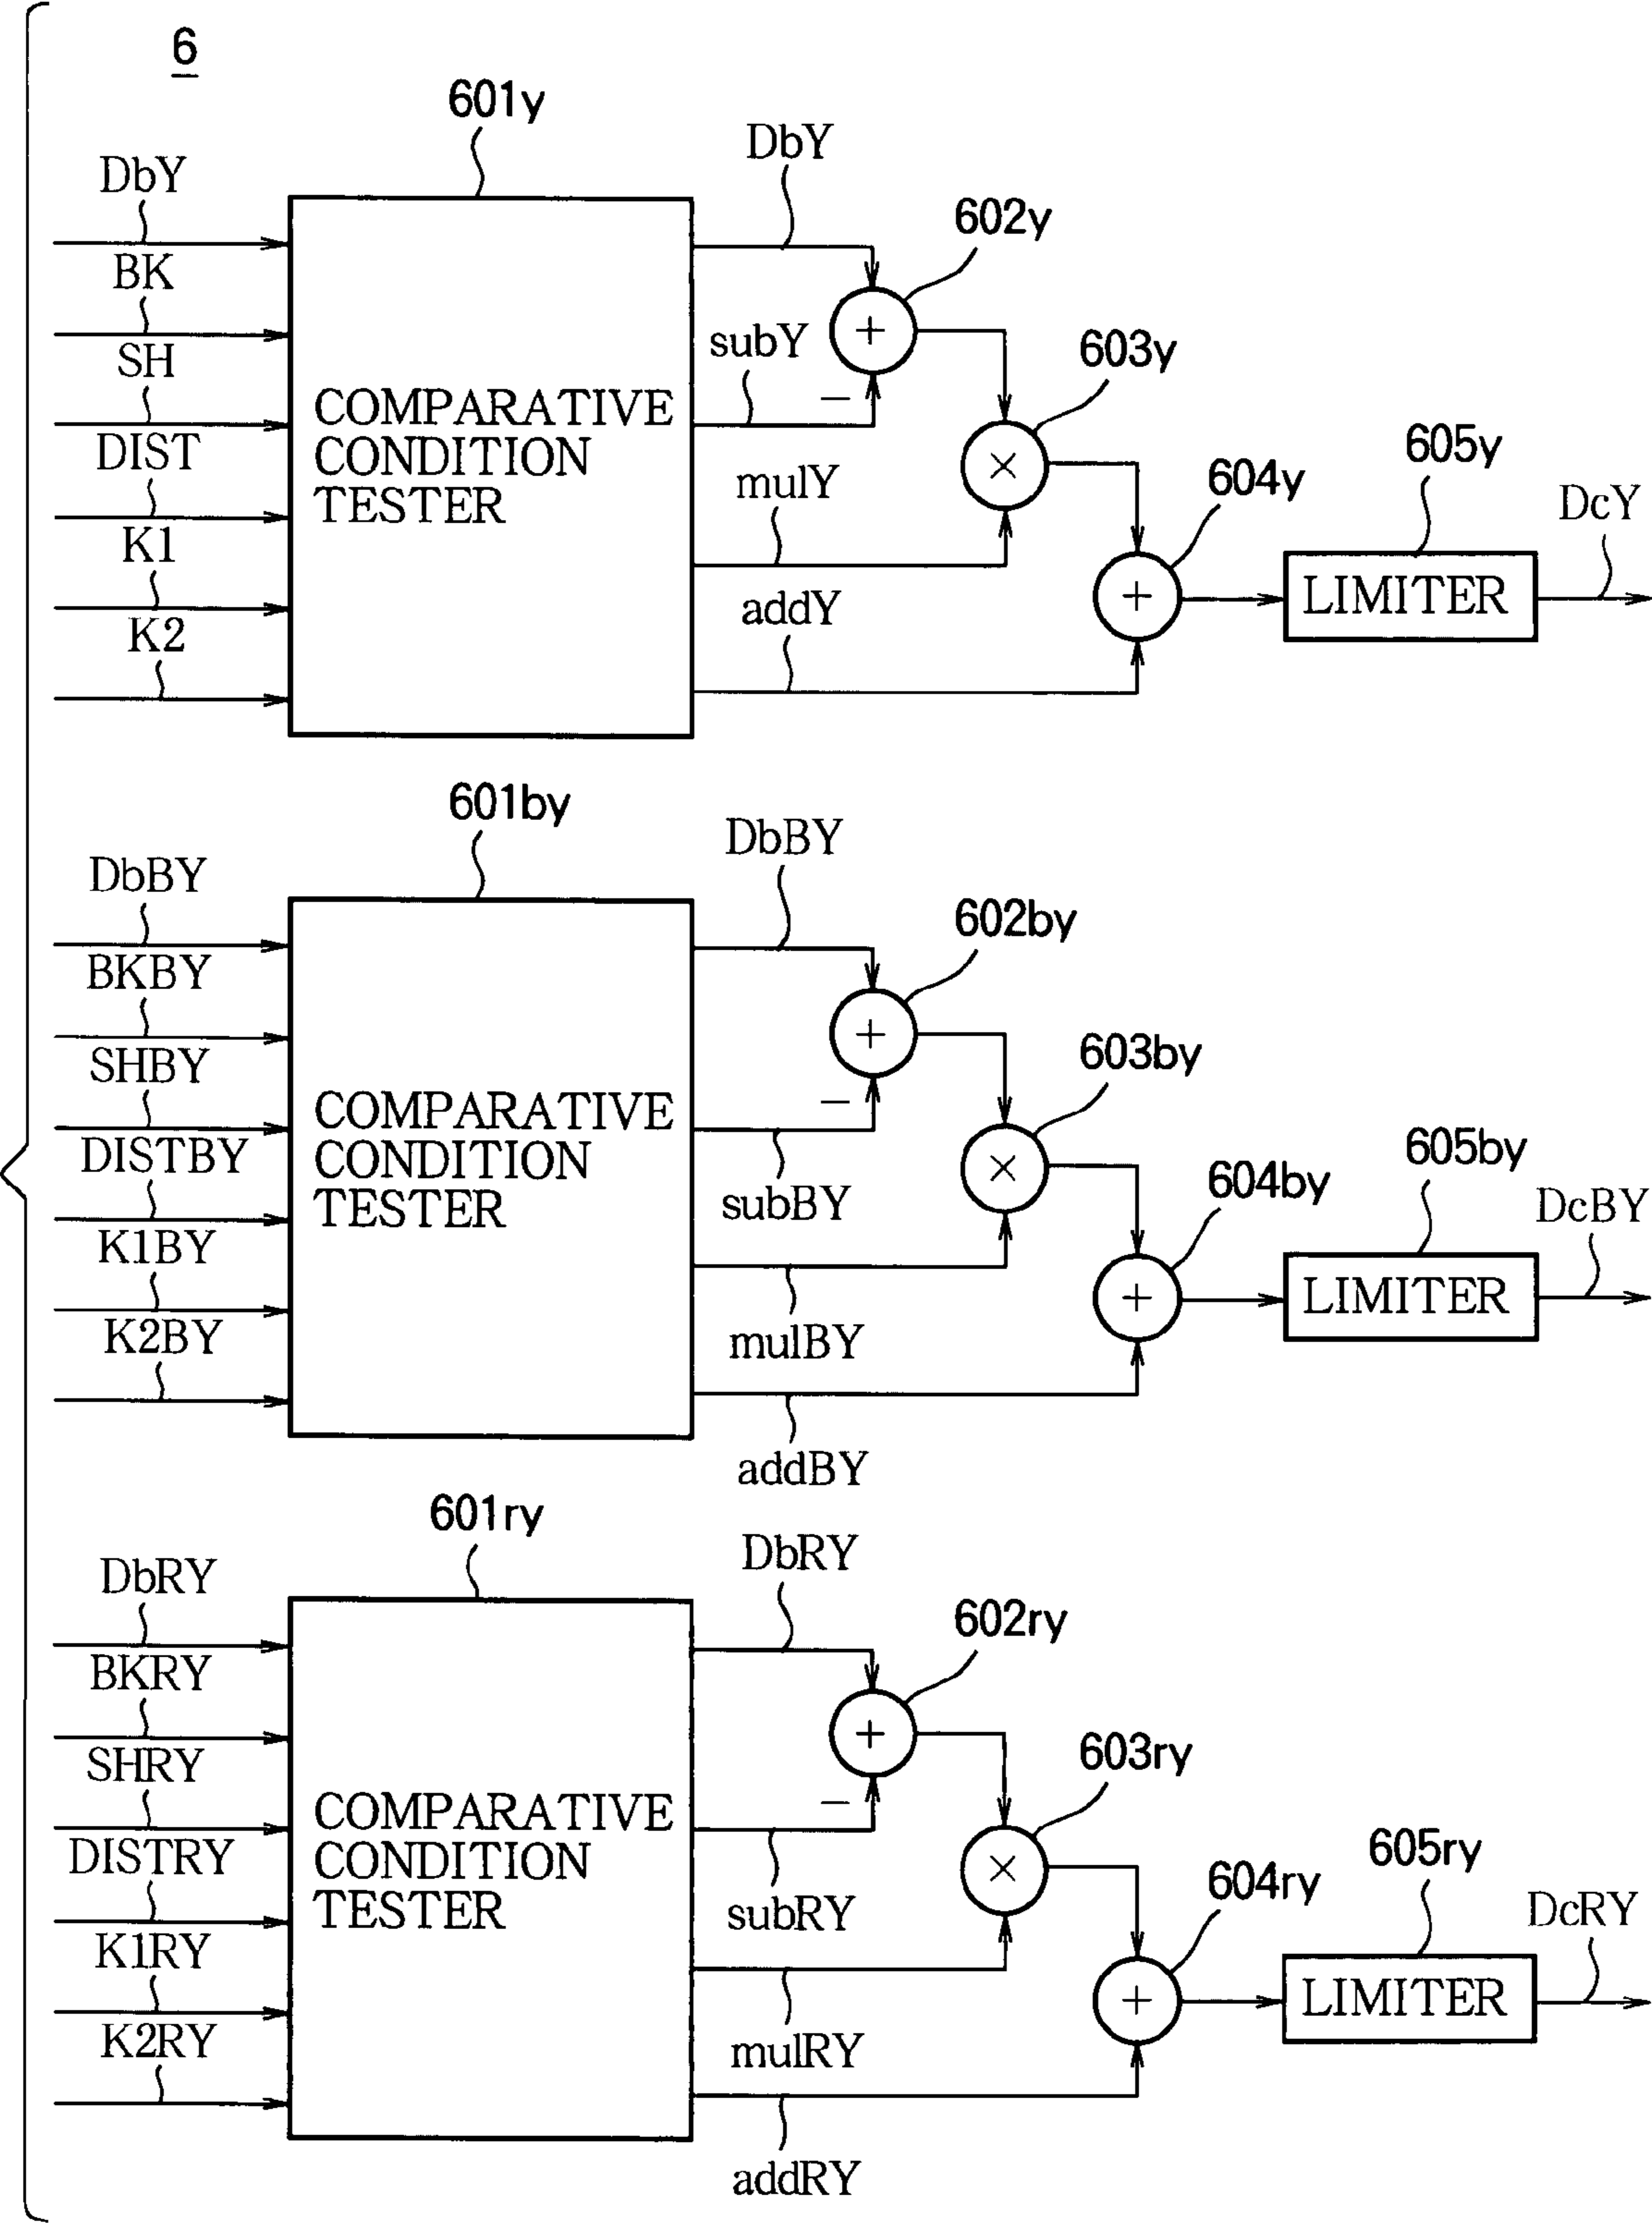 6
601y
DbY
BK
SH
DIST
K1
K2
COMPARATIVE
CONDITION
TESTER
DbY
subY
mulY
addY
602y
+
−
603y
×
604y
+
605y
LIMITER
DcY
601by
DbBY
BKBY
SHBY
DISTBY
K1BY
K2BY
COMPARATIVE
CONDITION
TESTER
DbBY
subBY
mulBY
addBY
602by
+
−
603by
×
604by
+
605by
LIMITER
DcBY
601ry
DbRY
BKRY
SHRY
DISTRY
K1RY
K2RY
COMPARATIVE
CONDITION
TESTER
DbRY
subRY
mulRY
addRY
602ry
+
−
603ry
×
604ry
+
605ry
LIMITER
DcRY